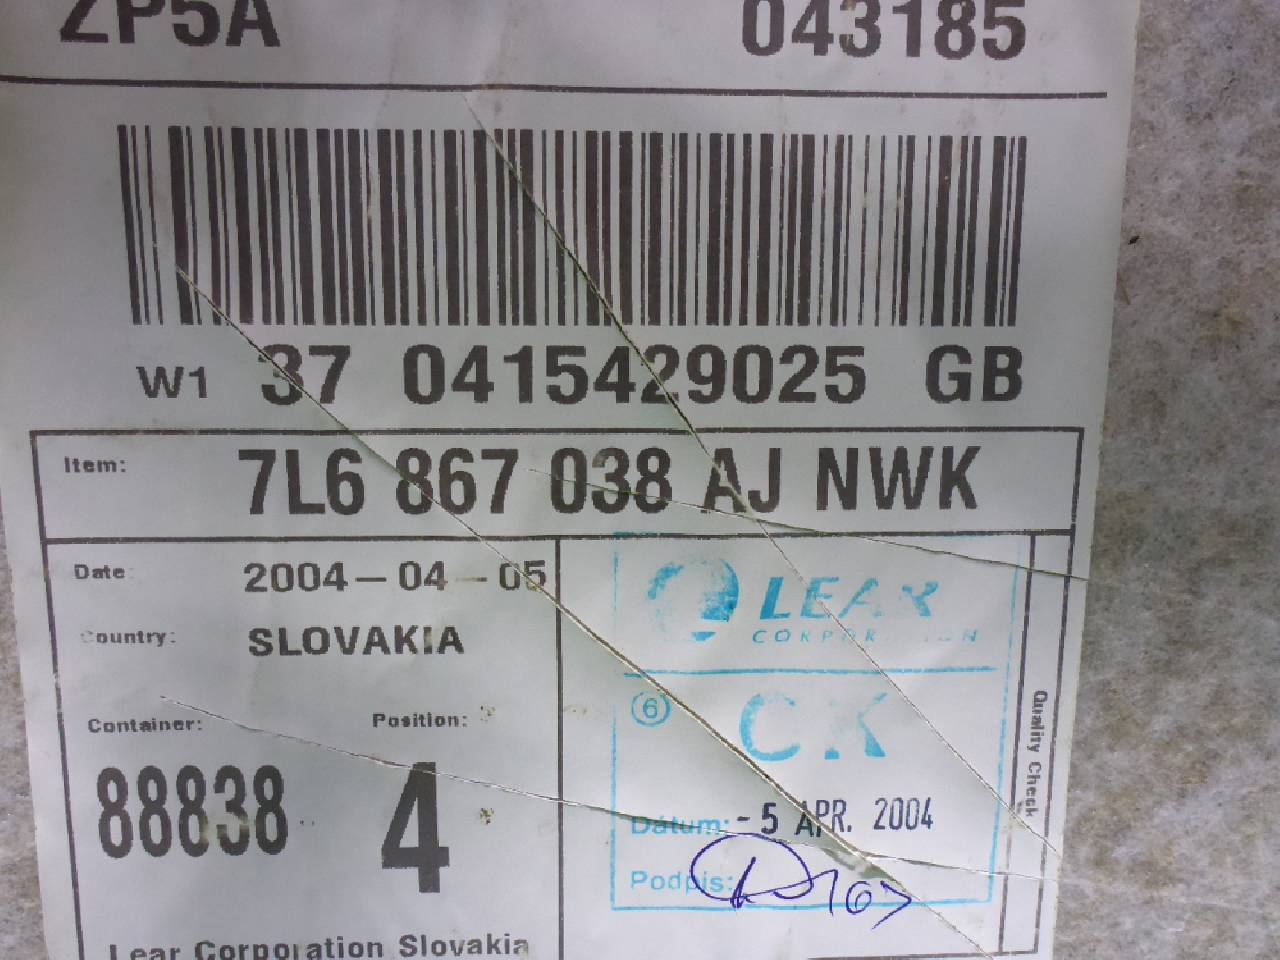 ZP5A 043185
W1 37 0415429025 GB
Item: 7L6 867 038 AJ NWK
Date: 2004-04-05
Country: SLOVAKIA
Container: Position:
88838 4
Lear Corporation Slovakia
LEAR
CORPORATION
6 OK
Dátum: - 5 APR. 2004
Podpis:
Quality Check